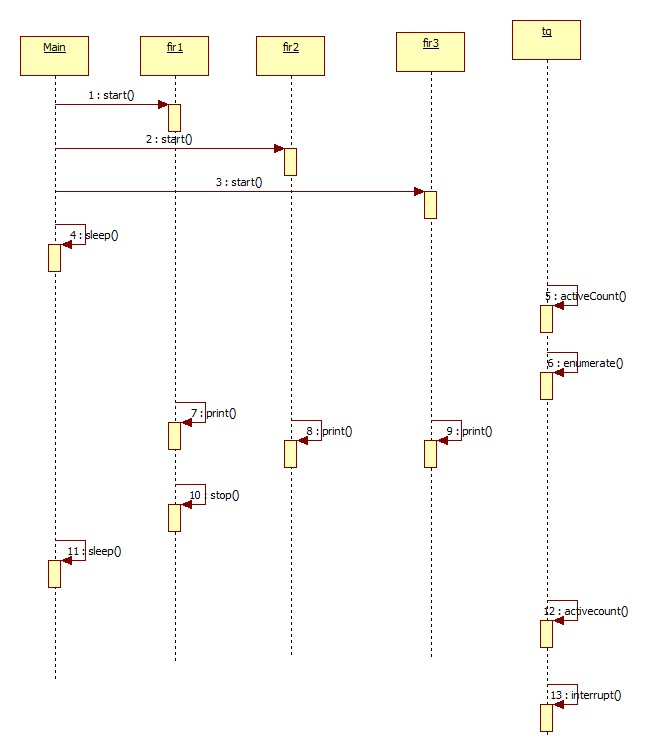 Main
fir1
fir2
fir3
tg
1 : start()
2 : start()
3 : start()
4 : sleep()
5 : activeCount()
6 : enumerate()
7 : print()
8 : print()
9 : print()
10 : stop()
11 : sleep()
12 : activecount()
13 : interrupt()